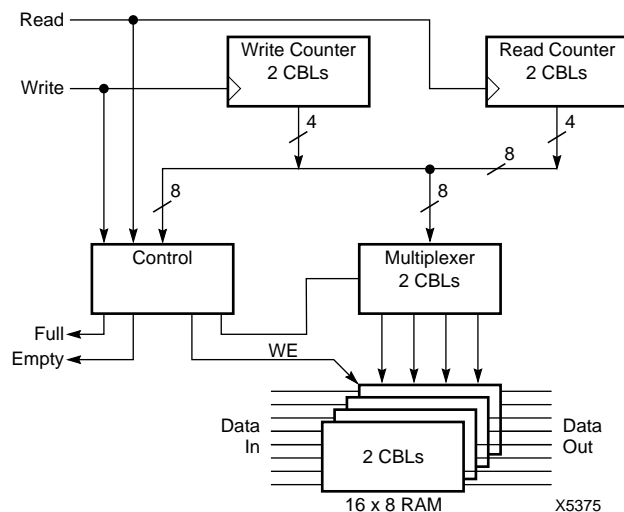 Read
Write Counter
2 CBLs
Read Counter
2 CBLs
Write
4
4
8
8
8
Control
Multiplexer
2 CBLs
Full
Empty
WE
Data
In
Data
Out
2 CBLs
16 x 8 RAM
X5375